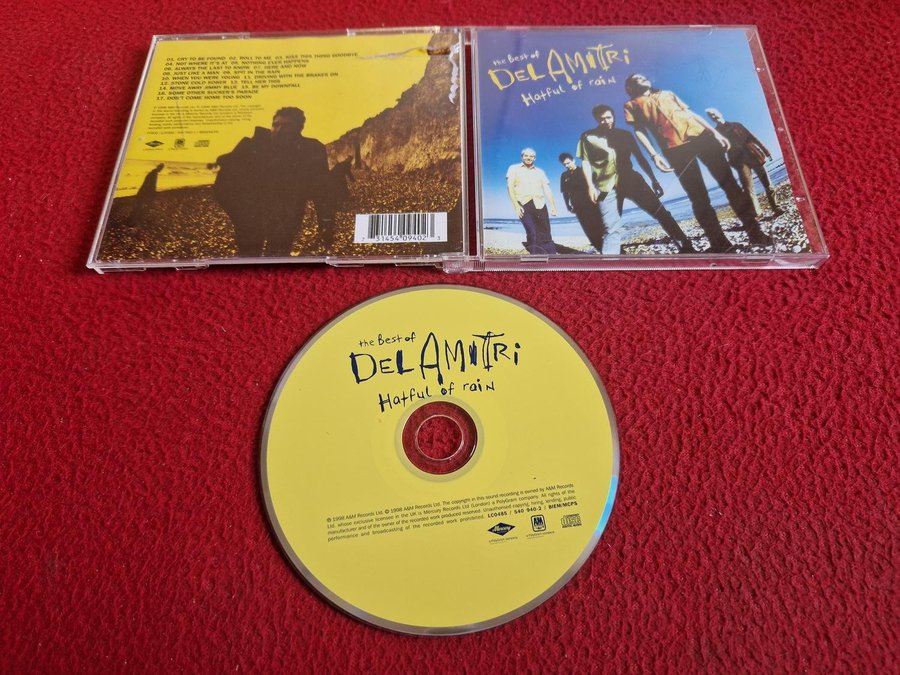 01. CRY TO BE FOUND 02. ROLL TO ME 03. KISS THIS THING GOODBYE
04. NOT WHERE IT'S AT 05. NOTHING EVER HAPPENS
06. ALWAYS THE LAST TO KNOW 07. HERE AND NOW
08. JUST LIKE A MAN 09. SPIT IN THE RAIN
10. WHEN YOU WERE YOUNG 11. DRIVING WITH THE BRAKES ON
12. STONE COLD SOBER 13. TELL HER THIS
14. MOVE AWAY JIMMY BLUE 15. BE MY DOWNFALL
16. SOME OTHER SUCKER'S PARADE
17. DON'T COME HOME TOO SOON
31454 09402
the Best of
DEL AMITRI
Hatful of rain
the Best of
DEL AMITRI
Hatful of rain
℗ 1998 A&M Records Ltd. © 1998 A&M Records Ltd. The copyright in this sound recording is owned by A&M Records
Ltd. whose exclusive licensee in the UK is Mercury Records Ltd (London) a PolyGram company. All rights of the
manufacturer and of the owner of the recorded work produced reserved. Unauthorised copying, hiring, lending, public
performance and broadcasting of the recorded work prohibited. LC0485 / 540 940-2 / BIEM/MCPS
Mercury
A&M
a PolyGram company